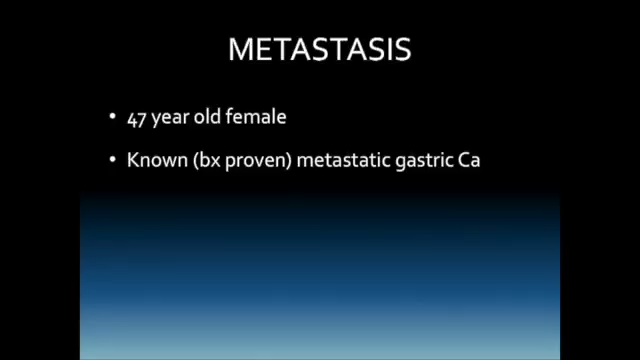 METASTASIS
• 47 year old female
• Known (bx proven) metastatic gastric Ca